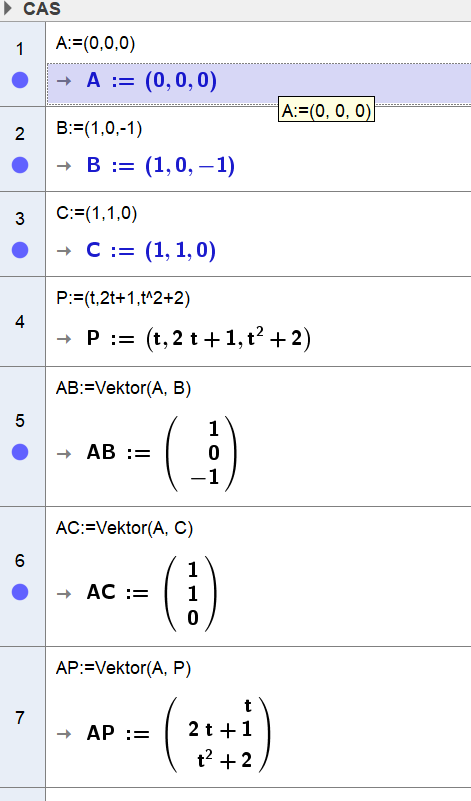 CAS
1
A:=(0,0,0)
→ A := (0, 0, 0)
A:=(0, 0, 0)
2
B:=(1,0,-1)
→ B := (1, 0, −1)
3
C:=(1,1,0)
→ C := (1, 1, 0)
4
P:=(t,2t+1,t^2+2)
→ P := (t, 2 t + 1, t² + 2)
5
AB:=Vektor(A, B)
1
→ AB := ( 0 )
−1
6
AC:=Vektor(A, C)
1
→ AC := ( 1 )
0
7
AP:=Vektor(A, P)
t
→ AP := ( 2 t + 1 )
t² + 2